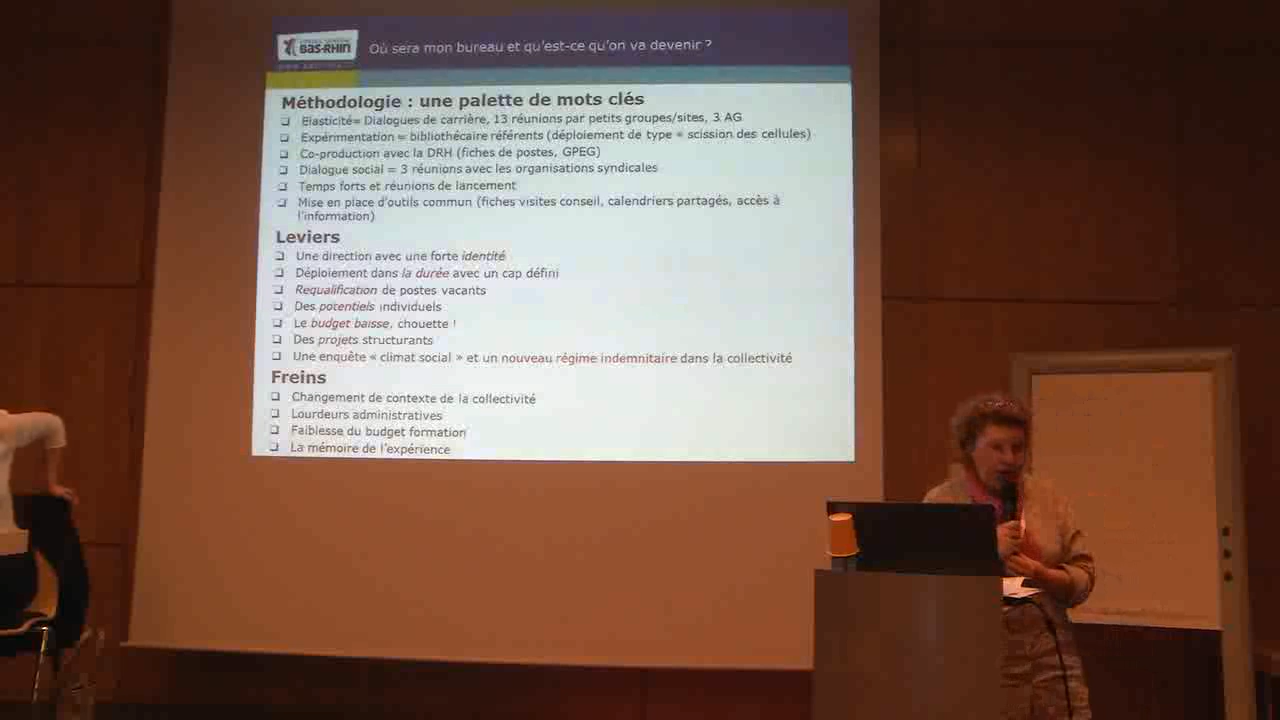 CONSEIL GÉNÉRAL
BAS-RHIN
Où sera mon bureau et qu'est-ce qu'on va devenir ?
Méthodologie : une palette de mots clés
Elasticité= Dialogues de carrière, 13 réunions par petits groupes/sites, 3 AG
Expérimentation = bibliothécaire référents (déploiement de type « scission des cellules)
Co-production avec la DRH (fiches de postes, GPEG)
Dialogue social = 3 réunions avec les organisations syndicales
Temps forts et réunions de lancement
Mise en place d'outils commun (fiches visites conseil, calendriers partagés, accès à
l'information)
Leviers
Une direction avec une forte identité
Déploiement dans la durée avec un cap défini
Requalification de postes vacants
Des potentiels individuels
Le budget baisse, chouette !
Des projets structurants
Une enquête « climat social » et un nouveau régime indemnitaire dans la collectivité
Freins
Changement de contexte de la collectivité
Lourdeurs administratives
Faiblesse du budget formation
La mémoire de l'expérience